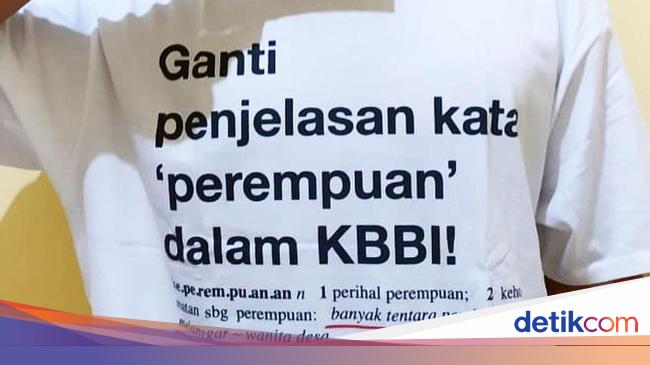 Ganti
penjelasan kata
'perempuan'
dalam KBBI!
ke.pe.rem.pu.an.an n 1 perihal perempuan; 2
sbg perempuan: banyak tentara
~ wanita desa
detikcom